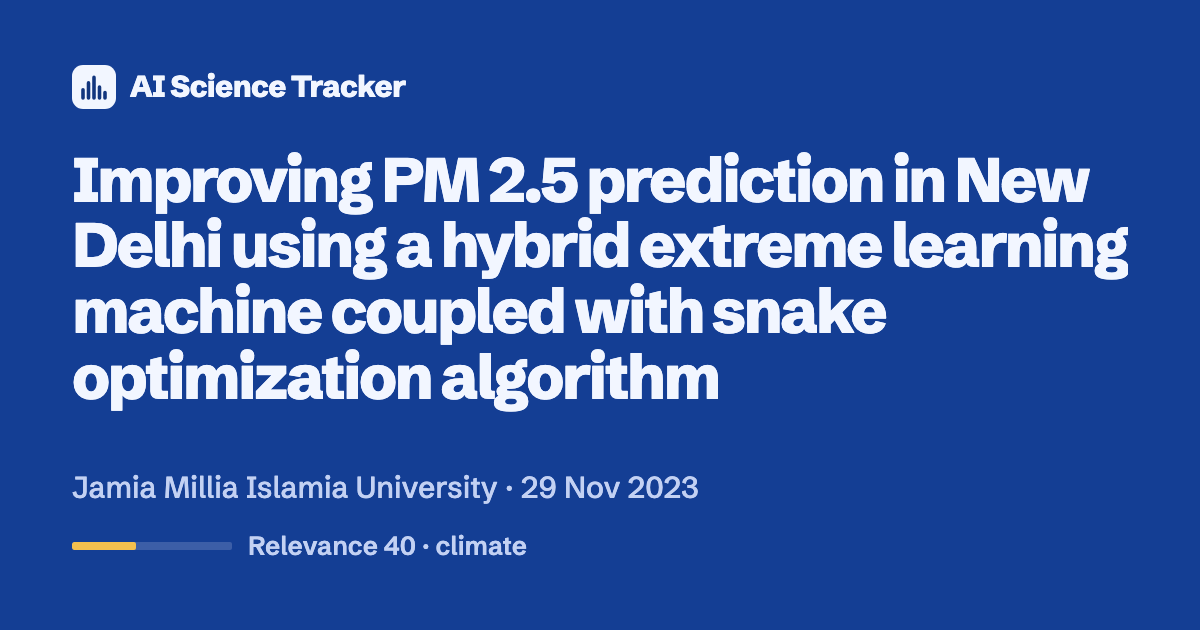 AI Science Tracker
Improving PM 2.5 prediction in New
Delhi using a hybrid extreme learning
machine coupled with snake
optimization algorithm
Jamia Millia Islamia University · 29 Nov 2023
Relevance 40 · climate